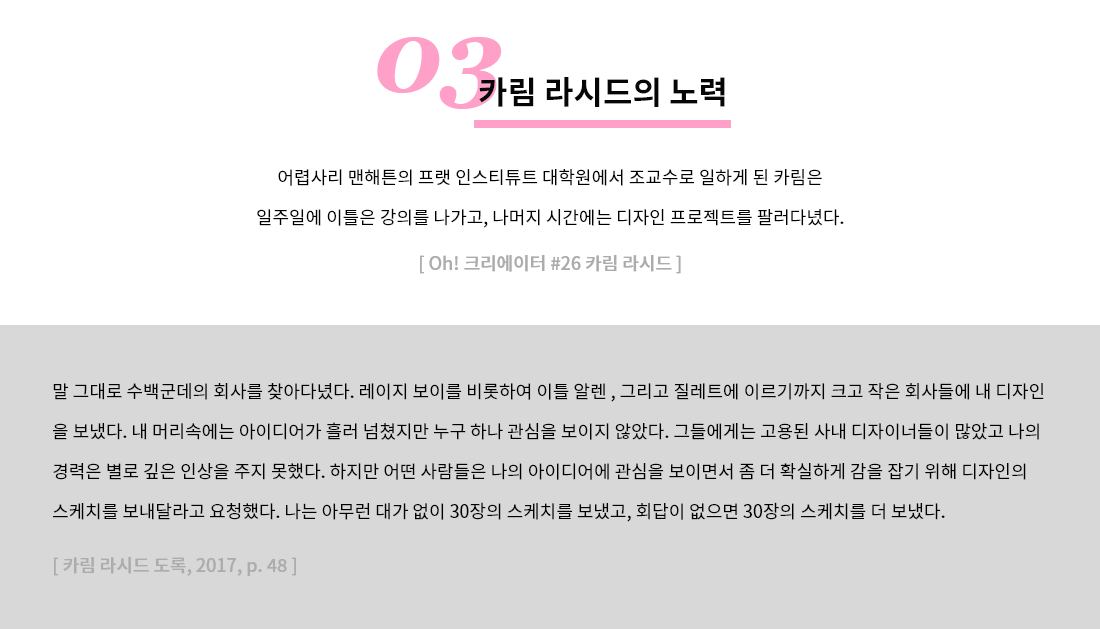 03
카림 라시드의 노력
어렵사리 맨해튼의 프랫 인스티튜트 대학원에서 조교수로 일하게 된 카림은
일주일에 이틀은 강의를 나가고, 나머지 시간에는 디자인 프로젝트를 팔러다녔다.
[ Oh! 크리에이터 #26 카림 라시드 ]
말 그대로 수백군데의 회사를 찾아다녔다. 레이지 보이를 비롯하여 이틀 알렌 , 그리고 질레트에 이르기까지 크고 작은 회사들에 내 디자인
을 보냈다. 내 머리속에는 아이디어가 흘러 넘쳤지만 누구 하나 관심을 보이지 않았다. 그들에게는 고용된 사내 디자이너들이 많았고 나의
경력은 별로 깊은 인상을 주지 못했다. 하지만 어떤 사람들은 나의 아이디어에 관심을 보이면서 좀 더 확실하게 감을 잡기 위해 디자인의
스케치를 보내달라고 요청했다. 나는 아무런 대가 없이 30장의 스케치를 보냈고, 회답이 없으면 30장의 스케치를 더 보냈다.
[ 카림 라시드 도록, 2017, p. 48 ]